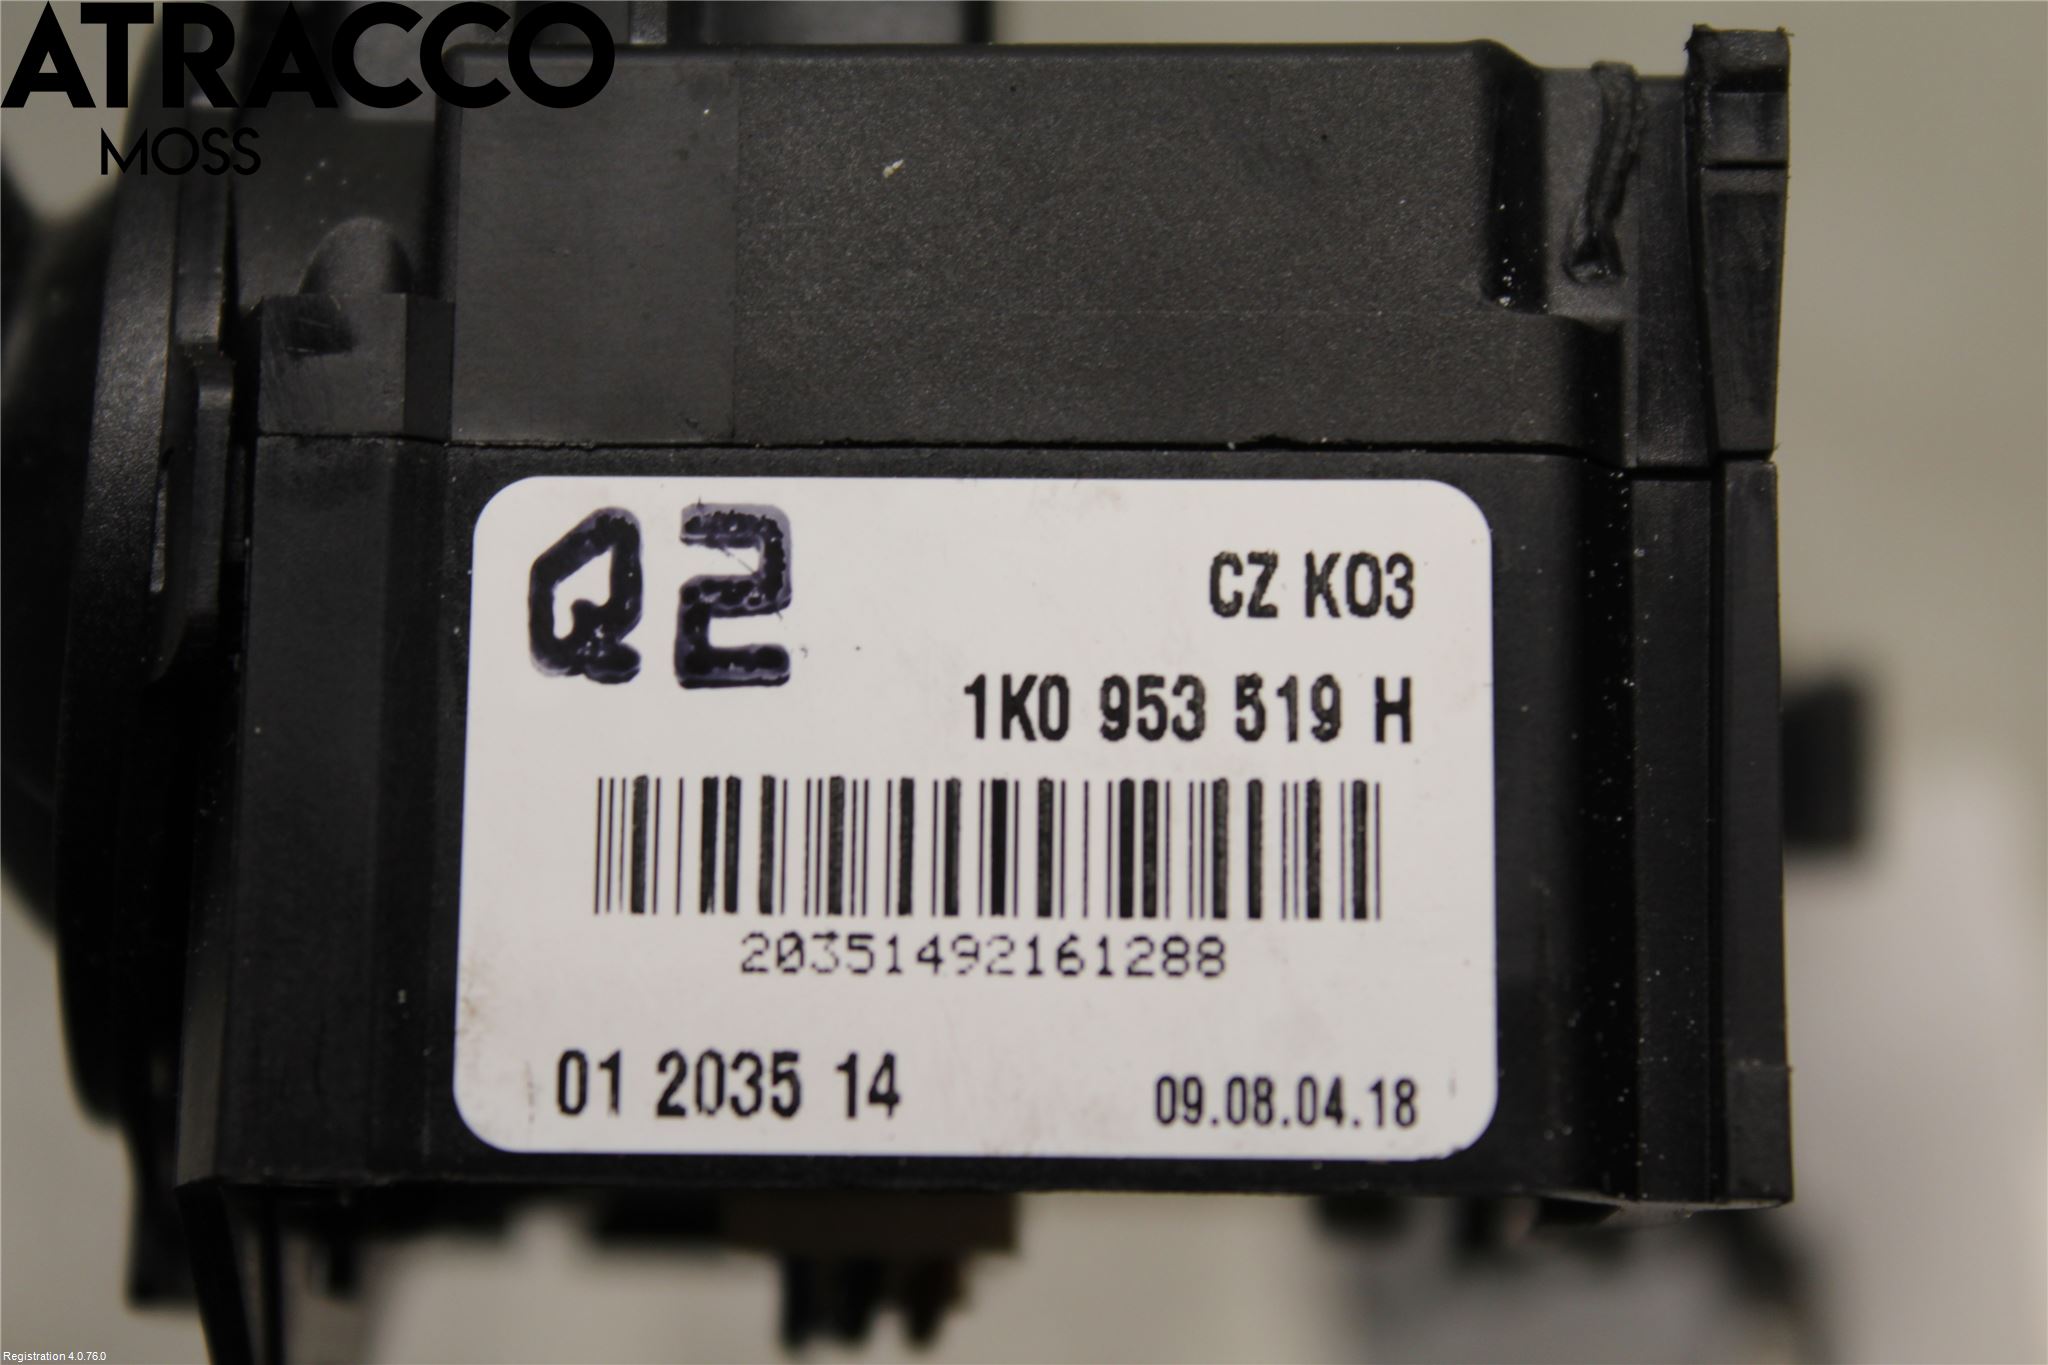 ATRACCO
MOSS
Q2
CZ K03
1K0 953 519 H
20351492161288
01 2035 14
09.08.04.18
Registration 4.0.76.0